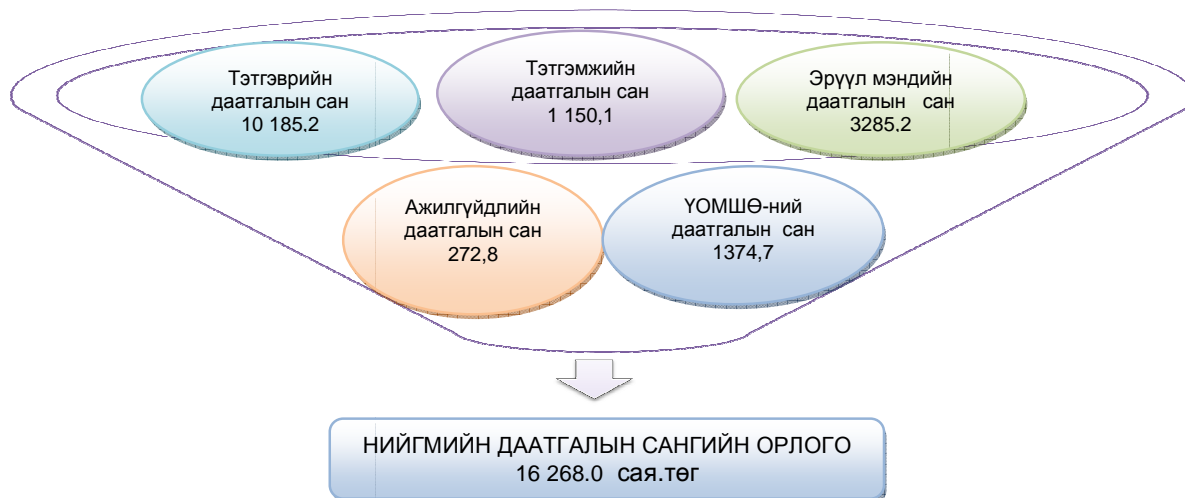 Тэтгэврийн
даатгалын сан
10 185.2
Тэтгэмжийн
даатгалын сан
1 150,1
Эрүүл мэндийн
даатгалын сан
3285.2
Ажилгүйдлийн
даатгалын сан
272,8
ҮОМШӨ-ний
даатгалын сан
1374,7
НИЙГМИЙН ДААТГАЛЫН САНГИЙН ОРЛОГО
16 268.0 сая.төг